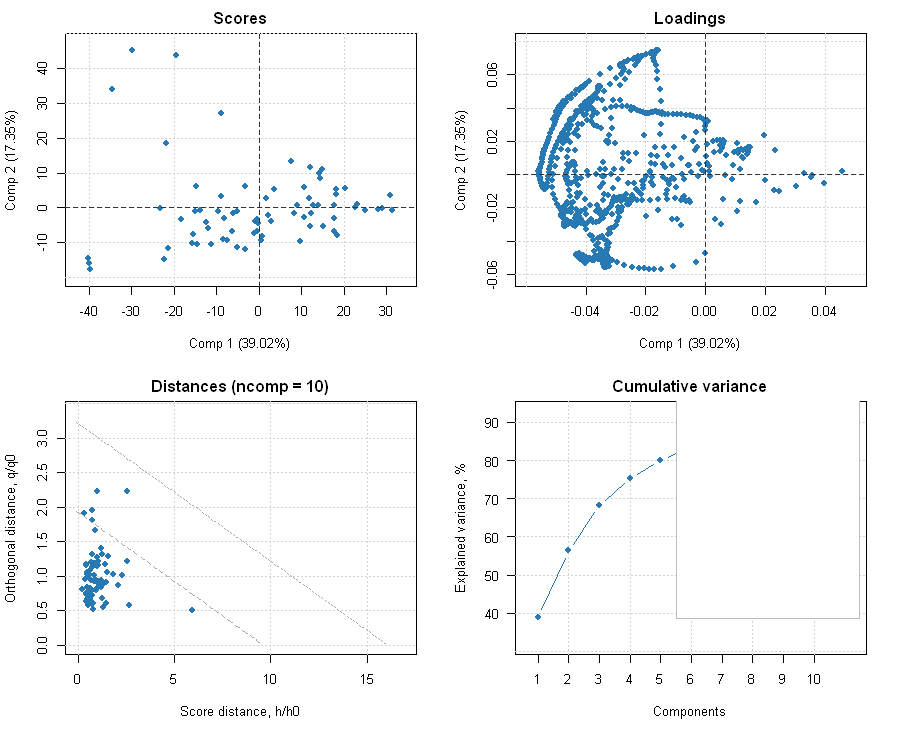 Scores
Comp 2 (17.35%)
40
30
20
10
0
-10
-40 -30 -20 -10 0 10 20 30
Comp 1 (39.02%)
Loadings
Comp 2 (17.35%)
0.06
0.02
-0.02
-0.06
-0.04 -0.02 0.00 0.02 0.04
Comp 1 (39.02%)
Distances (ncomp = 10)
Orthogonal distance, q/q0
3.0
2.5
2.0
1.5
1.0
0.5
0.0
0 5 10 15
Score distance, h/h0
Cumulative variance
Explained variance, %
90
80
70
60
50
40
1 2 3 4 5 6 7 8 9 10
Components